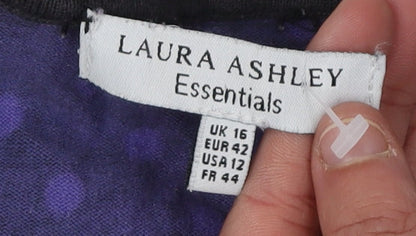 LAURA ASHLEY
Essentials
UK 16
EUR 42
USA 12
FR 44